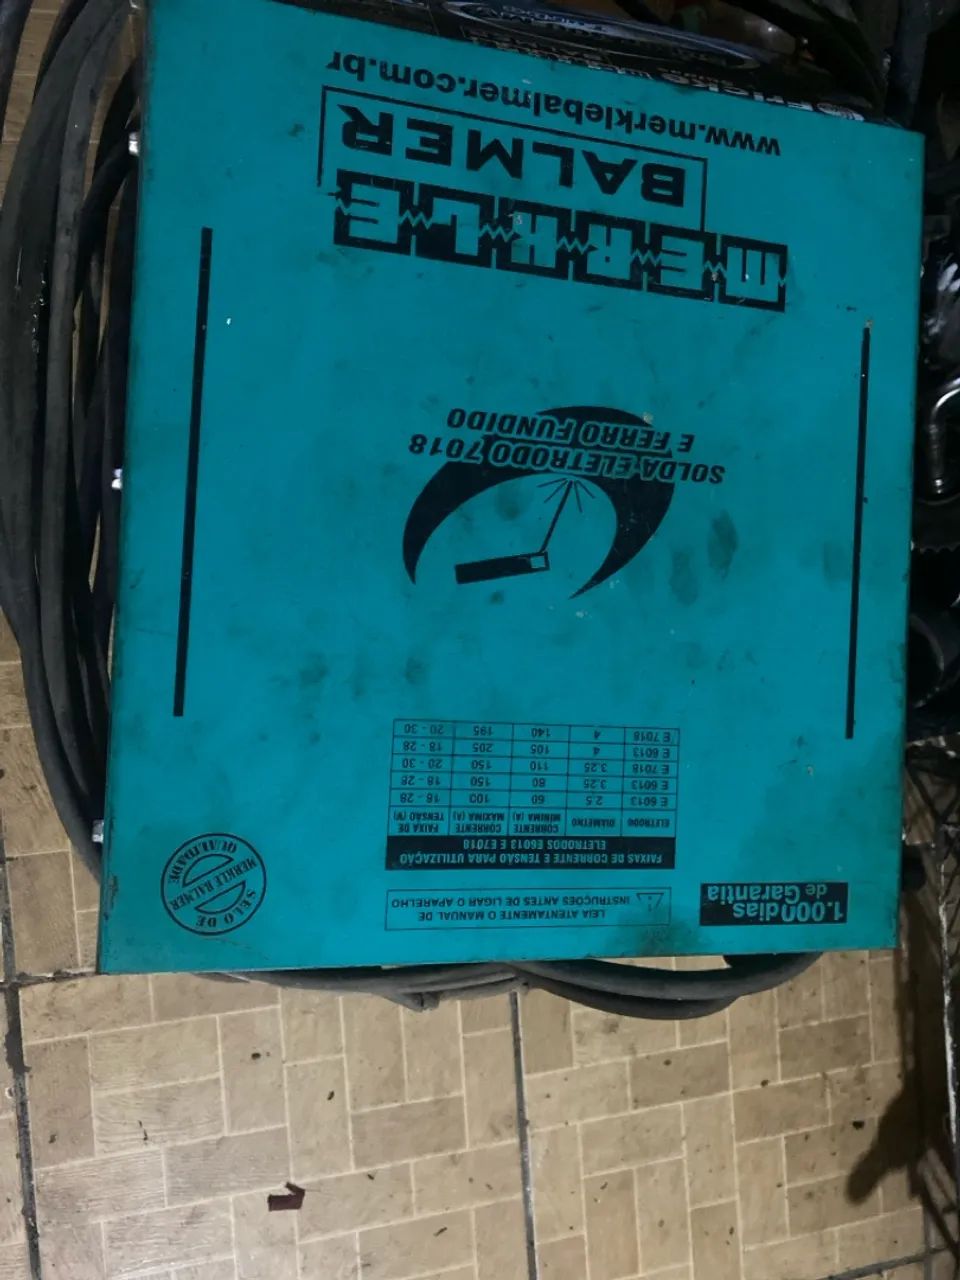 www.merklebalmer.com.br
BALMER
MERKLE
SOLDA ELETRODO 7018
E FERRO FUNDIDO
E 7018 4 140 195 20 - 30
E 6013 4 105 205 18 - 28
E 7018 3.25 110 150 20 - 30
E 6013 3.25 80 150 18 - 28
E 6013 2.5 60 100 18 - 28
ELETRODO DIAMETRO CORRENTE MINIMA (A) CORRENTE MAXIMA (A) FAIXA DE TENSÃO (V)
FAIXAS DE CORRENTE E TENSÃO PARA UTILIZAÇÃO
ELETRODOS E6013 E E7018
LEIA ATENTAMENTE O MANUAL DE
INSTRUÇÕES ANTES DE LIGAR O APARELHO
1.000 dias
de Garantia
SELO DE
MERKLE BALMER
QUALIDADE